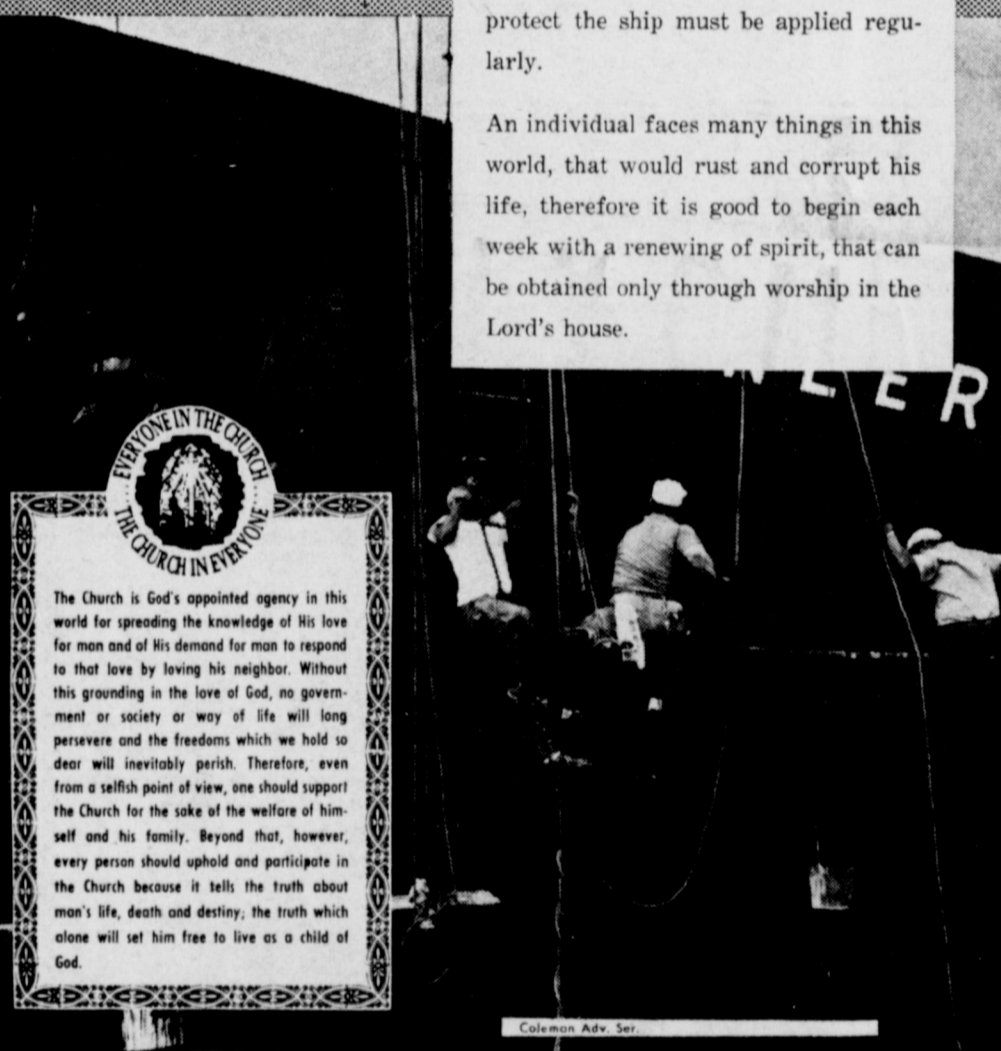 protect the ship must be applied regu-
larly.
An individual faces many things in this
world, that would rust and corrupt his
life, therefore it is good to begin each
week with a renewing of spirit, that can
be obtained only through worship in the
Lord's house.
LER
EVERYONE IN THE CHURCH
THE CHURCH IN EVERYONE
The Church is God's appointed agency in this
world for spreading the knowledge of His love
for man and of His demand for man to respond
to that love by loving his neighbor. Without
this grounding in the love of God, no govern-
ment or society or way of life will long
persevere and the freedoms which we hold so
dear will inevitably perish. Therefore, even
from a selfish point of view, one should support
the Church for the sake of the welfare of him-
self and his family. Beyond that, however,
every person should uphold and participate in
the Church because it tells the truth about
man's life, death and destiny; the truth which
alone will set him free to live as a child of
God.
Coleman Adv. Ser.